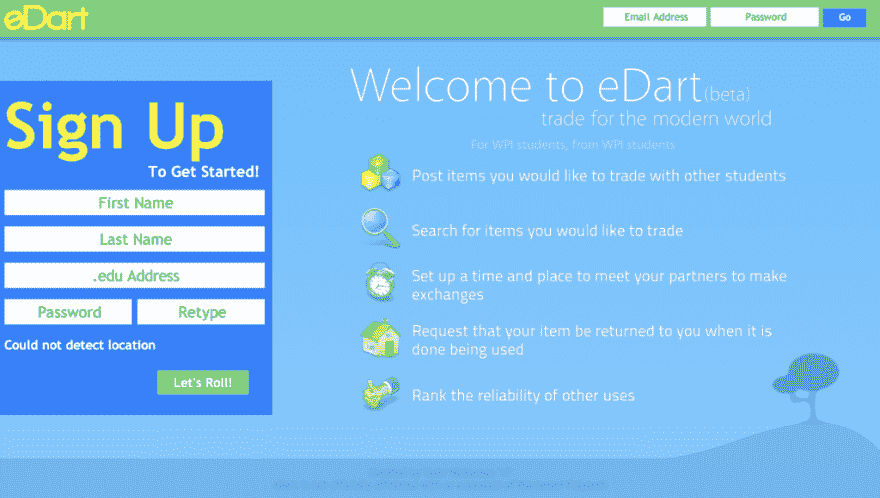 eDart
Email Address
Password
Go
Welcome to eDart(beta)
trade for the modern world
For WPI students, from WPI students
Sign Up
To Get Started!
First Name
Last Name
.edu Address
Password
Retype
Could not detect location
Let's Roll!
Post items you would like to trade with other students
Search for items you would like to trade
Set up a time and place to meet your partners to make
exchanges
Request that your item be returned to you when it is
done being used
Rank the reliability of other uses